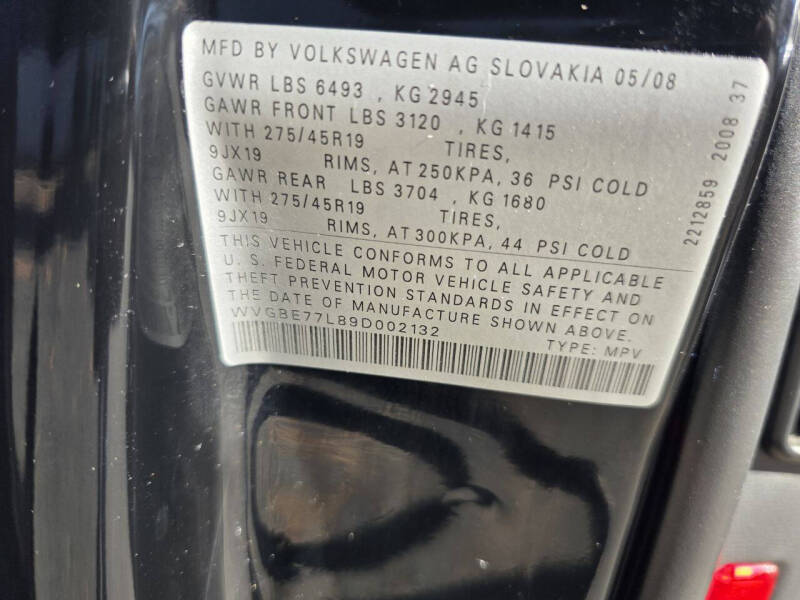 MFD BY VOLKSWAGEN AG SLOVAKIA 05/08
GVWR LBS 6493 , KG 2945
GAWR FRONT LBS 3120 , KG 1415
WITH 275/45R19 TIRES,
9JX19 RIMS, AT 250KPA, 36 PSI COLD
GAWR REAR LBS 3704 , KG 1680
WITH 275/45R19 TIRES,
9JX19 RIMS, AT 300KPA, 44 PSI COLD
THIS VEHICLE CONFORMS TO ALL APPLICABLE
U. S. FEDERAL MOTOR VEHICLE SAFETY AND
THEFT PREVENTION STANDARDS IN EFFECT ON
THE DATE OF MANUFACTURE SHOWN ABOVE.
WVGBE77L89D002132
TYPE: MPV
2212859 2008 37